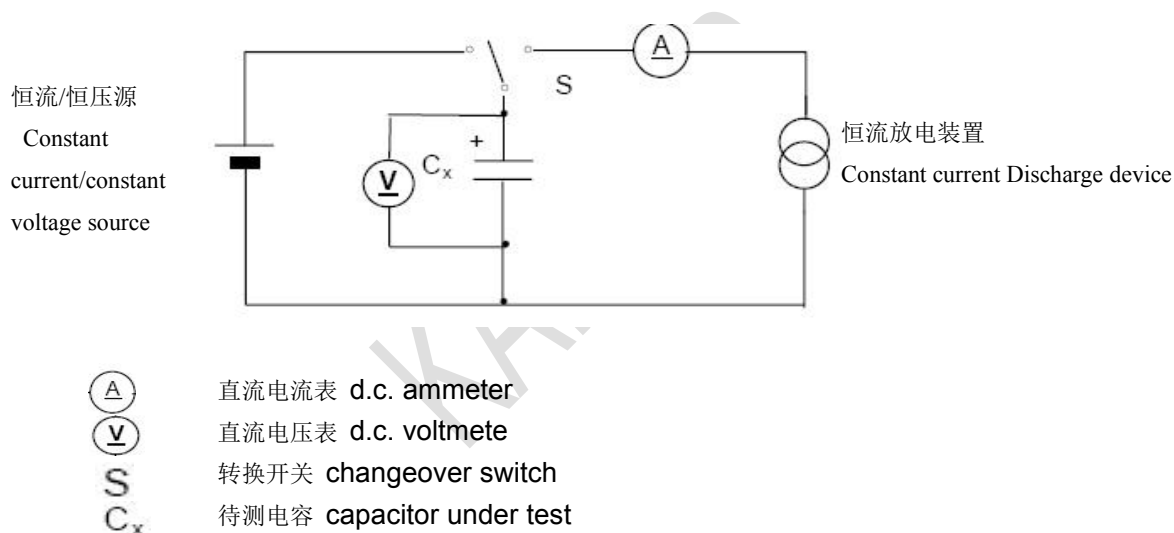 A
S
恒流/恒压源
Constant
current/constant
voltage source
+
V
Cx
恒流放电装置
Constant current Discharge device
A 直流电流表 d.c. ammeter
V 直流电压表 d.c. voltmete
S 转换开关 changeover switch
Cx 待测电容 capacitor under test